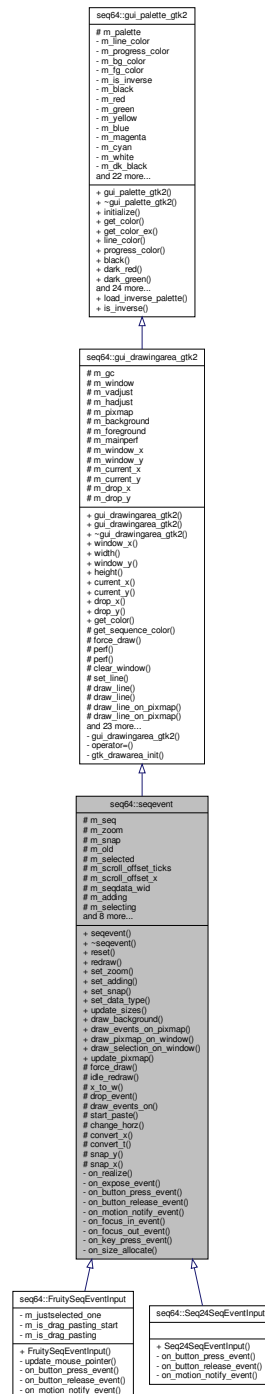 seq64::gui_palette_gtk2
# m_palette
- m_line_color
- m_progress_color
- m_bg_color
- m_fg_color
- m_is_inverse
- m_black
- m_red
- m_green
- m_yellow
- m_blue
- m_magenta
- m_cyan
- m_white
- m_dk_black
and 22 more...
+ gui_palette_gtk2()
+ ~gui_palette_gtk2()
+ initialize()
+ get_color()
+ get_color_ex()
+ line_color()
+ progress_color()
+ black()
+ dark_red()
+ dark_green()
and 24 more...
+ load_inverse_palette()
+ is_inverse()
seq64::gui_drawingarea_gtk2
# m_gc
# m_window
# m_vadjust
# m_hadjust
# m_pixmap
# m_background
# m_foreground
# m_mainperf
# m_window_x
# m_window_y
# m_current_x
# m_current_y
# m_drop_x
# m_drop_y
+ gui_drawingarea_gtk2()
+ gui_drawingarea_gtk2()
+ ~gui_drawingarea_gtk2()
+ window_x()
+ width()
+ window_y()
+ height()
+ current_x()
+ current_y()
+ drop_x()
+ drop_y()
+ get_color()
# get_sequence_color()
# force_draw()
# perf()
# perf()
# clear_window()
# set_line()
# draw_line()
# draw_line()
# draw_line_on_pixmap()
# draw_line_on_pixmap()
and 23 more...
- gui_drawingarea_gtk2()
- operator=()
- gtk_drawarea_init()
seq64::seqevent
# m_seq
# m_zoom
# m_snap
# m_old
# m_selected
# m_scroll_offset_ticks
# m_scroll_offset_x
# m_seqdata_wid
# m_adding
# m_selecting
and 8 more...
+ seqevent()
+ ~seqevent()
+ reset()
+ redraw()
+ set_zoom()
+ set_adding()
+ set_snap()
+ set_data_type()
+ update_sizes()
+ draw_background()
+ draw_events_on_pixmap()
+ draw_pixmap_on_window()
+ draw_selection_on_window()
+ update_pixmap()
# force_draw()
# idle_redraw()
# x_to_w()
# drop_event()
# draw_events_on()
# start_paste()
# change_horz()
# convert_x()
# convert_t()
# snap_y()
# snap_x()
- on_realize()
- on_expose_event()
- on_button_press_event()
- on_button_release_event()
- on_motion_notify_event()
- on_focus_in_event()
- on_focus_out_event()
- on_key_press_event()
- on_size_allocate()
seq64::FruitySeqEventInput
- m_justselected_one
- m_is_drag_pasting_start
- m_is_drag_pasting
+ FruitySeqEventInput()
- update_mouse_pointer()
- on_button_press_event()
- on_button_release_event()
- on_motion_notify_event()
seq64::Seq24SeqEventInput
+ Seq24SeqEventInput()
- on_button_press_event()
- on_button_release_event()
- on_motion_notify_event()